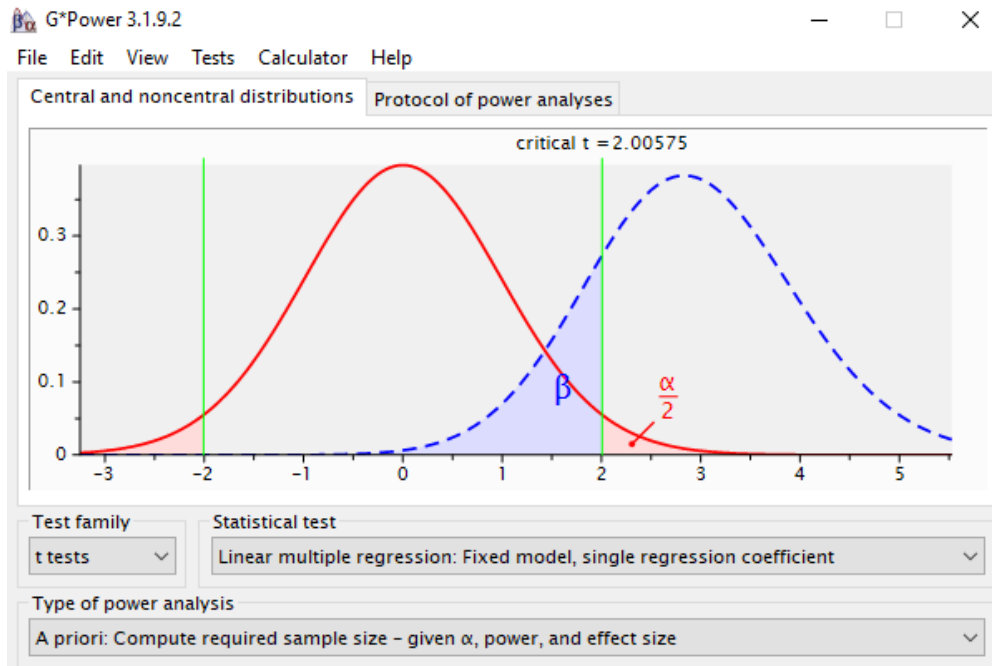 G*Power 3.1.9.2
File Edit View Tests Calculator Help
Central and noncentral distributions Protocol of power analyses
critical t = 2.00575
0.3
0.2
0.1
0
β
α
2
-3 -2 -1 0 1 2 3 4 5
Test family Statistical test
t tests Linear multiple regression: Fixed model, single regression coefficient
Type of power analysis
A priori: Compute required sample size – given α, power, and effect size